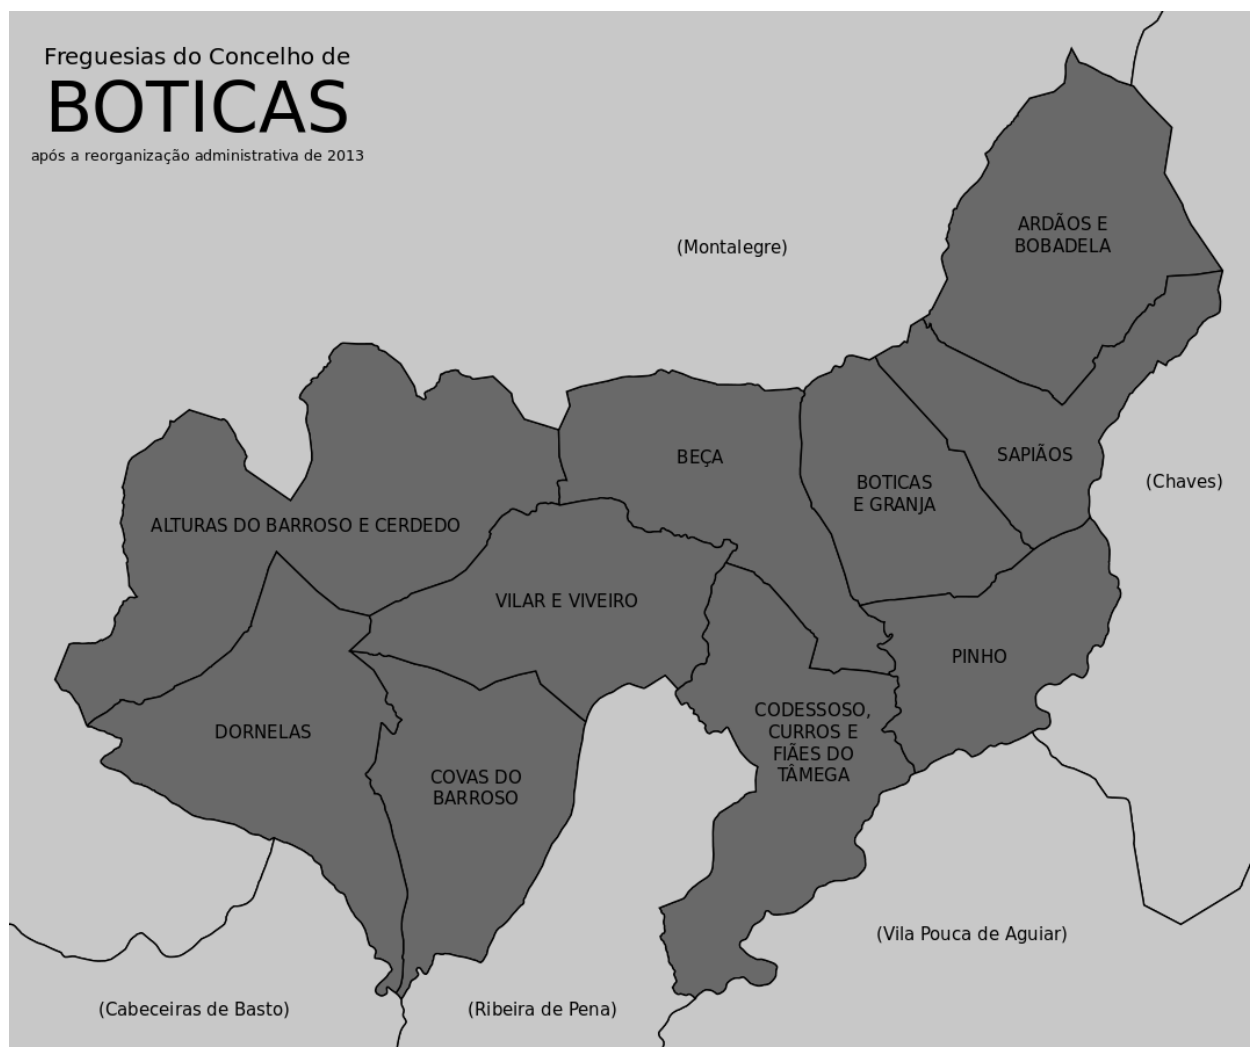 Freguesias do Concelho de
BOTICAS
após a reorganização administrativa de 2013
ARDÃOS E
BOBADELA
(Montalegre)
SAPIÃOS
BEÇA
(Chaves)
BOTICAS
E GRANJA
ALTURAS DO BARROSO E CERDEDO
VILAR E VIVEIRO
PINHO
DORNELAS
CODESSOSO,
CURROS E
FIÃES DO
TÂMEGA
COVAS DO
BARROSO
(Vila Pouca de Aguiar)
(Cabeceiras de Basto)
(Ribeira de Pena)